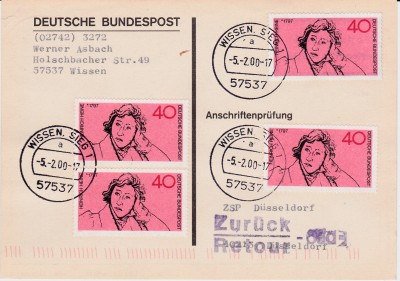 DEUTSCHE BUNDESPOST
(02742) 3272
Werner Asbach
Holschbacher Str.49
57537 Wissen
WISSEN, SIEG 1
a
-5.-2.00-17
57537
40
DEUTSCHE BUNDESPOST
Anschriftenprüfung
40
DEUTSCHE BUNDESPOST
WISSEN, SIEG 1
a
-5.-2.00-17
57537
40
DEUTSCHE BUNDESPOST
WISSEN, SIEG 1
a
-5.-2.00-17
57537
40
DEUTSCHE BUNDESPOST
ZSP Düsseldorf
Zurück
Retour
Düsseldorf